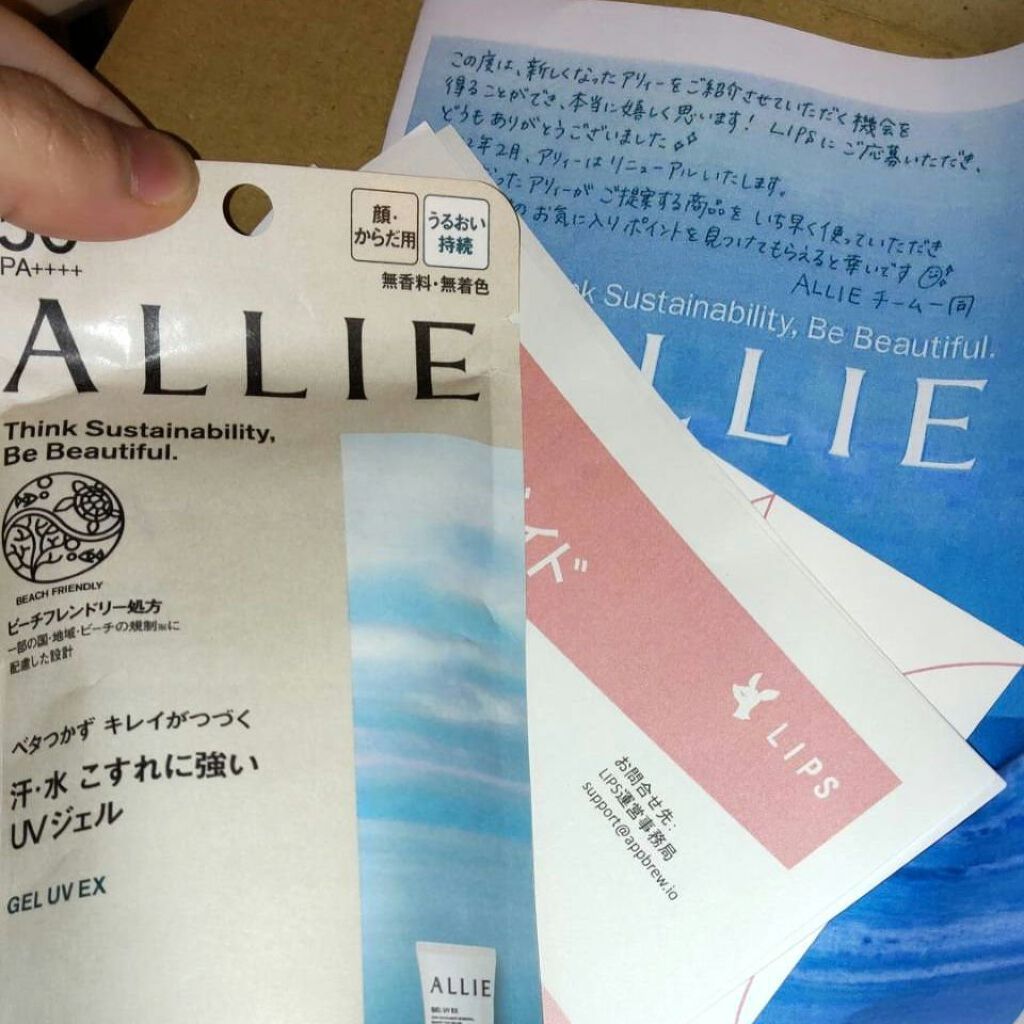 PA++++
顔・
からだ用
うるおい
持続
無香料・無着色
ALLIE
Think Sustainability,
Be Beautiful.
BEACH FRIENDLY
ビーチフレンドリー処方
一部の国・地域・ビーチの規制※に
配慮した設計
ベタつかず キレイがつづく
汗・水 こすれに強い
UVジェル
GEL UV EX
ALLIE
GEL UV EX
この度は、新しくなったアリィーをご紹介させていただく機会を
得ることができ、本当に嬉しく思います! LIPSにご応募いただき、
どうもありがとうございました
2年2月、アリィーはリニューアルいたします。
ったアリィーがご提案する商品をいち早く使っていただき
のお気に入りポイントを見つけてもらえると幸いです
ALLIE チーム一同
k Sustainability, Be Beautiful.
LLIE
イド
LIPS
お問合せ先:
LIPS運営事務局
support@appbrew.io